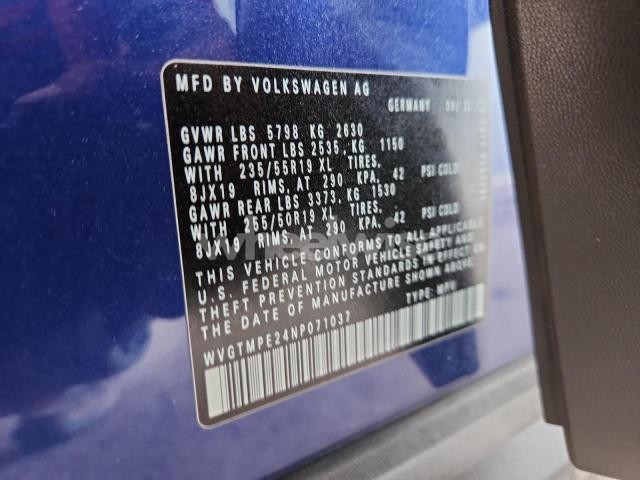 MFD BY VOLKSWAGEN AG
GERMANY
GVWR LBS 5798 KG 2630
GAWR FRONT LBS 2535, KG 1150
WITH 235/55R19 XL TIRES,
8JX19 RIMS, AT 290 KPA, 42 PSI COLD
GAWR REAR LBS 3373, KG 1530
WITH 255/50R19 XL TIRES,
8JX19 RIMS, AT 290 KPA, 42 PSI COLD
THIS VEHICLE CONFORMS TO ALL APPLICABLE
U.S. FEDERAL MOTOR VEHICLE SAFETY AND
THEFT PREVENTION STANDARDS IN EFFECT ON
THE DATE OF MANUFACTURE SHOWN ABOVE.
WVGTMPE24NP071037 TYPE: MPV